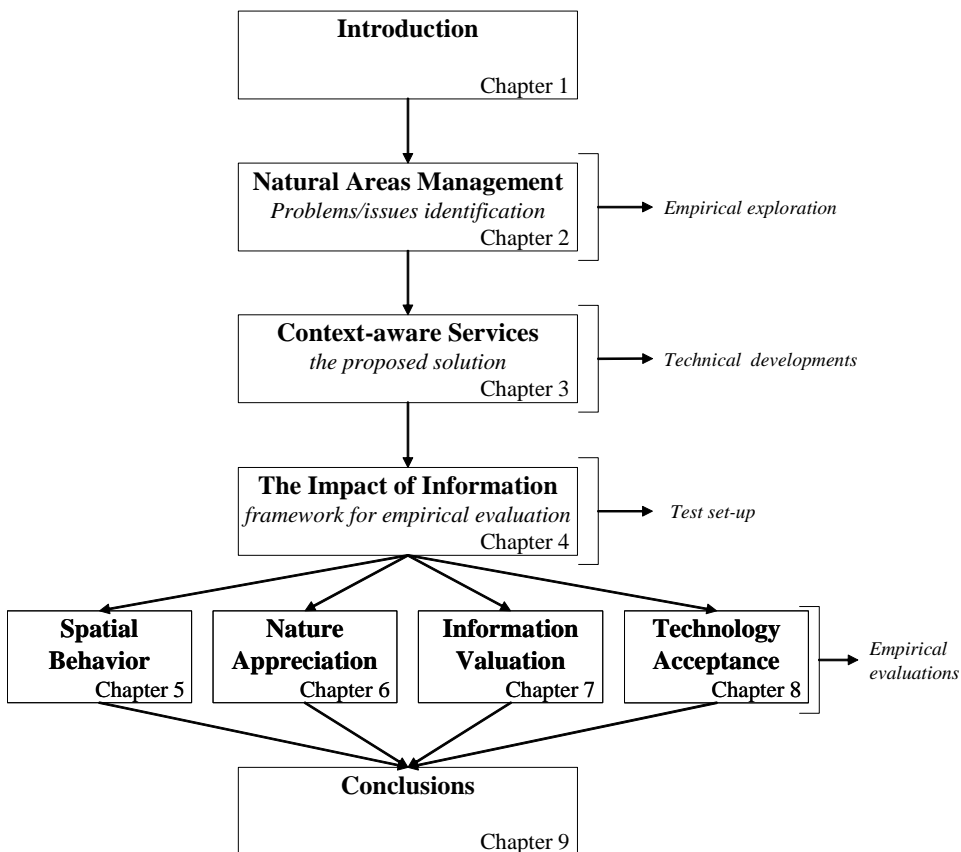 Introduction
Chapter 1
Natural Areas Management
Problems/issues identification
Chapter 2
Empirical exploration
Context-aware Services
the proposed solution
Chapter 3
Technical developments
The Impact of Information
framework for empirical evaluation
Chapter 4
Test set-up
Spatial
Behavior
Chapter 5
Nature
Appreciation
Chapter 6
Information
Valuation
Chapter 7
Technology
Acceptance
Chapter 8
Empirical
evaluations
Conclusions
Chapter 9